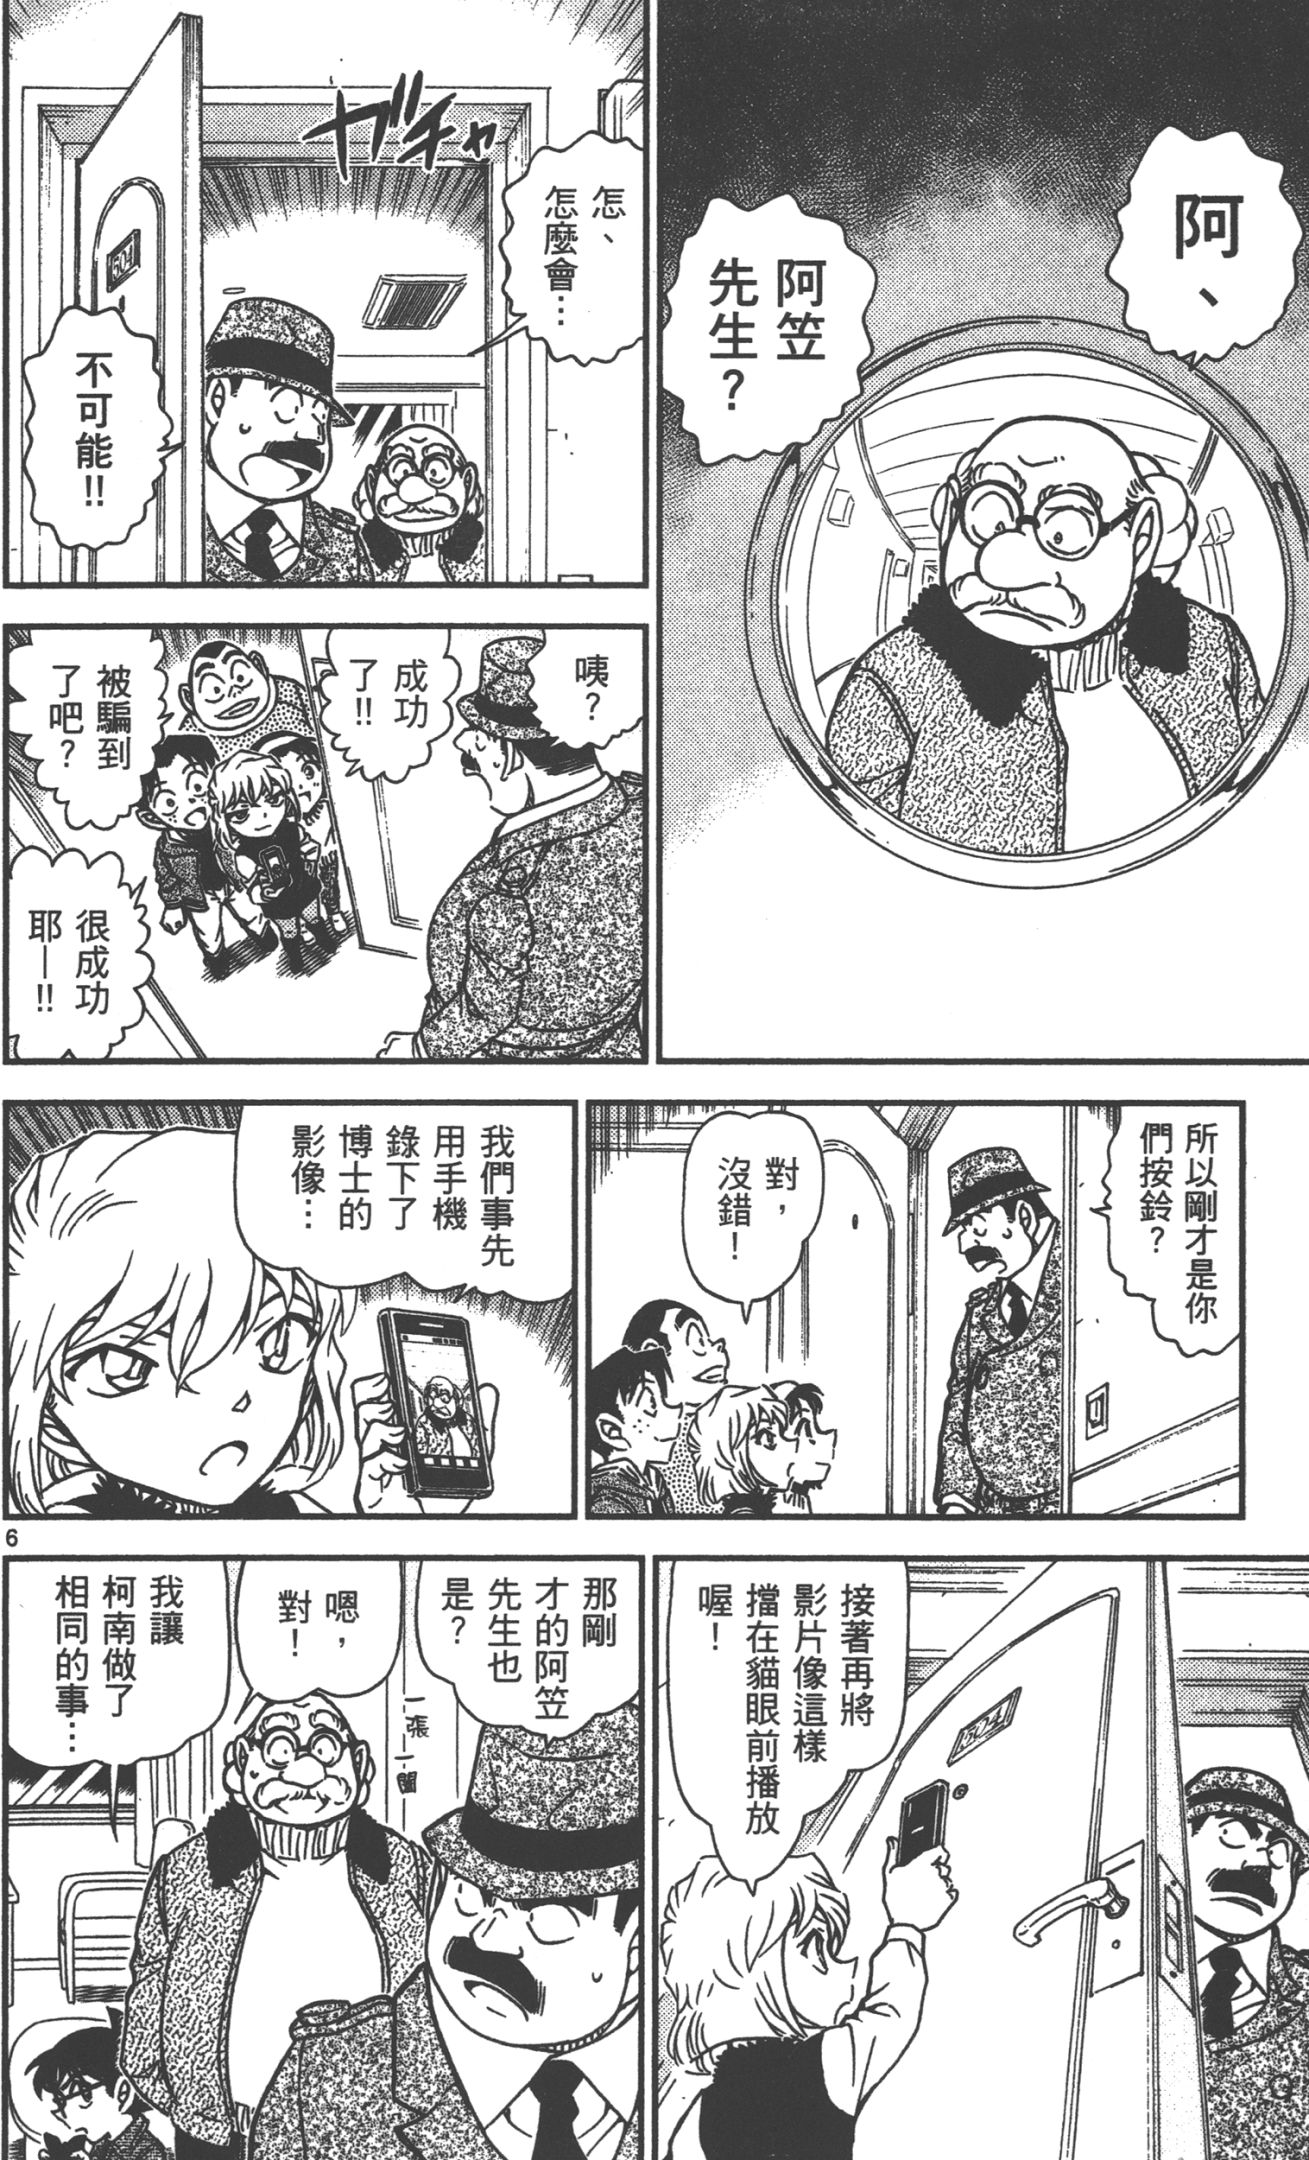 阿、
阿笠
先生？
ガチャ
怎、
怎麼會…
504
不可能!!
咦？
成功
了!!
被騙到
了吧？
很成功
耶—!!
所以剛才是你
們按鈴？
對，
沒錯！
我們事先
用手機
錄下了
博士的
影像…
6
接著再將
影片像這樣
擋在貓眼前播放
喔！
504
那剛
才的阿笠
先生也
是？
緊張
嗯，
對！
我讓
柯南做了
相同的事…